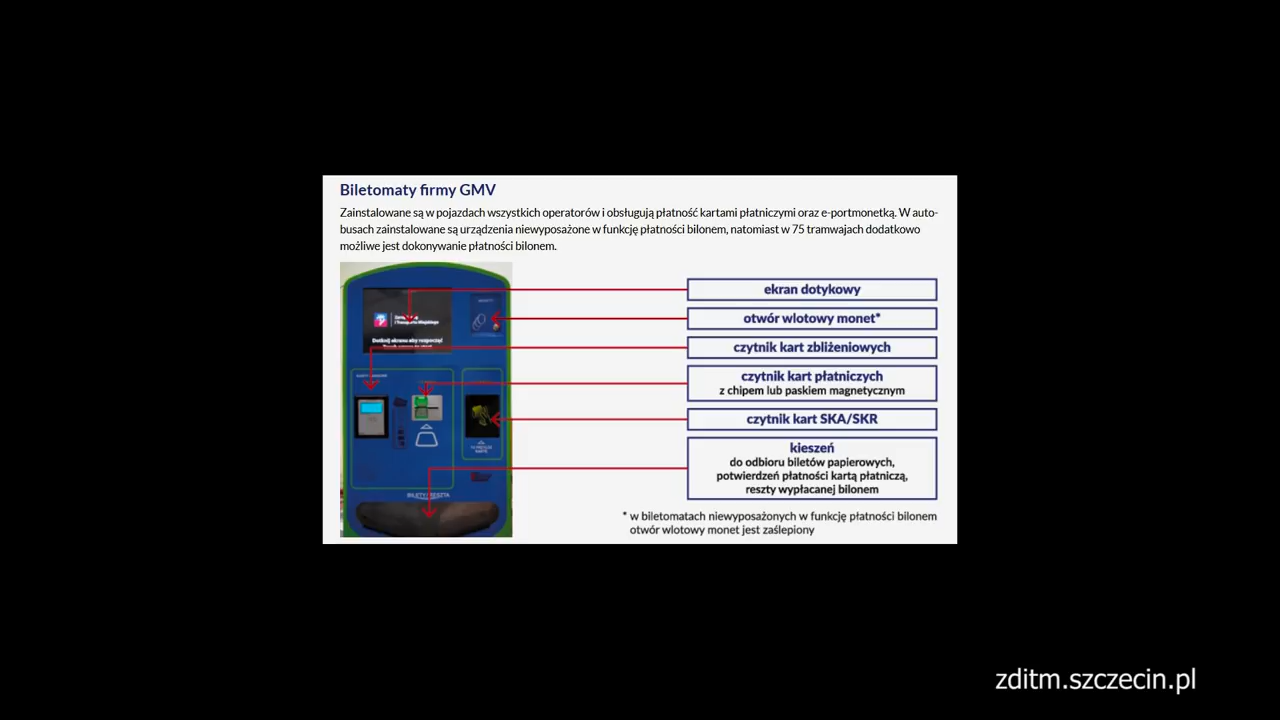 Biletomaty firmy GMV
Zainstalowane są w pojazdach wszystkich operatorów i obsługują płatność kartami płatniczymi oraz e-portmonetką. W auto-
busach zainstalowane są urządzenia niewyposażone w funkcję płatności bilonem, natomiast w 75 tramwajach dodatkowo
możliwe jest dokonywanie płatności bilonem.
ekran dotykowy
otwór wlotowy monet*
czytnik kart zbliżeniowych
czytnik kart płatniczych
z chipem lub paskiem magnetycznym
czytnik kart SKA/SKR
kieszeń
do odbioru biletów papierowych,
potwierdzeń płatności kartą płatniczą,
reszty wypłacanej bilonem
* w biletomatach niewyposażonych w funkcję płatności bilonem
otwór wlotowy monet jest zaślepiony
Dotknij ekranu aby rozpocząć!
BILETY RESZTA
zditm.szczecin.pl